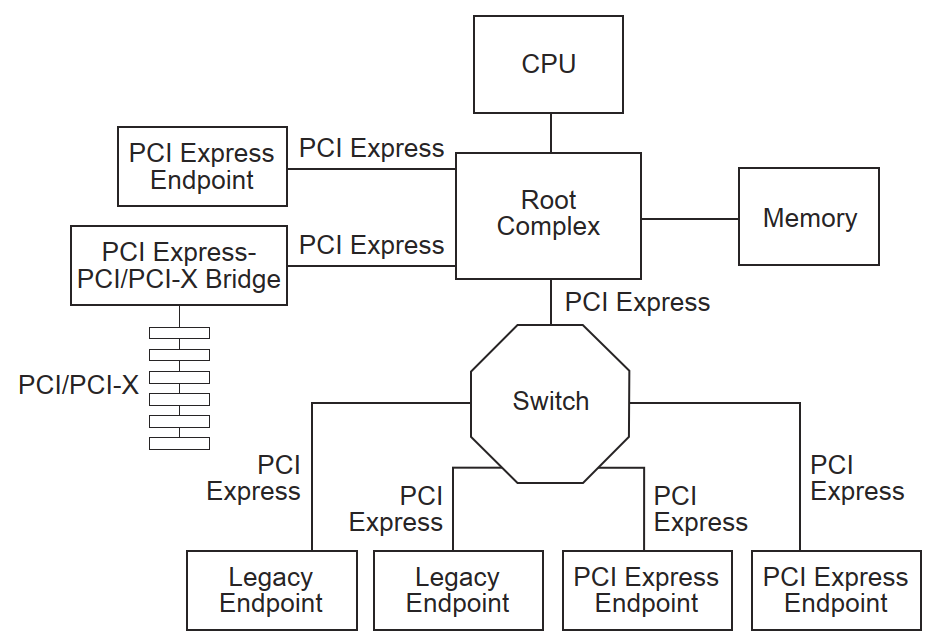 CPU
PCI Express
Endpoint
PCI Express
Root
Complex
Memory
PCI Express-
PCI/PCI-X Bridge
PCI Express
PCI Express
PCI/PCI-X
Switch
PCI
Express
PCI
Express
PCI
Express
PCI
Express
Legacy
Endpoint
Legacy
Endpoint
PCI Express
Endpoint
PCI Express
Endpoint